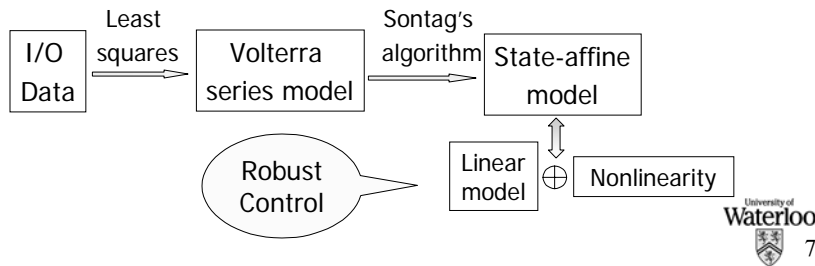 Least
squares
Sontag's
algorithm
I/O
Data
Volterra
series model
State-affine
model
Robust
Control
Linear
model
Nonlinearity
University of
Waterloo
7